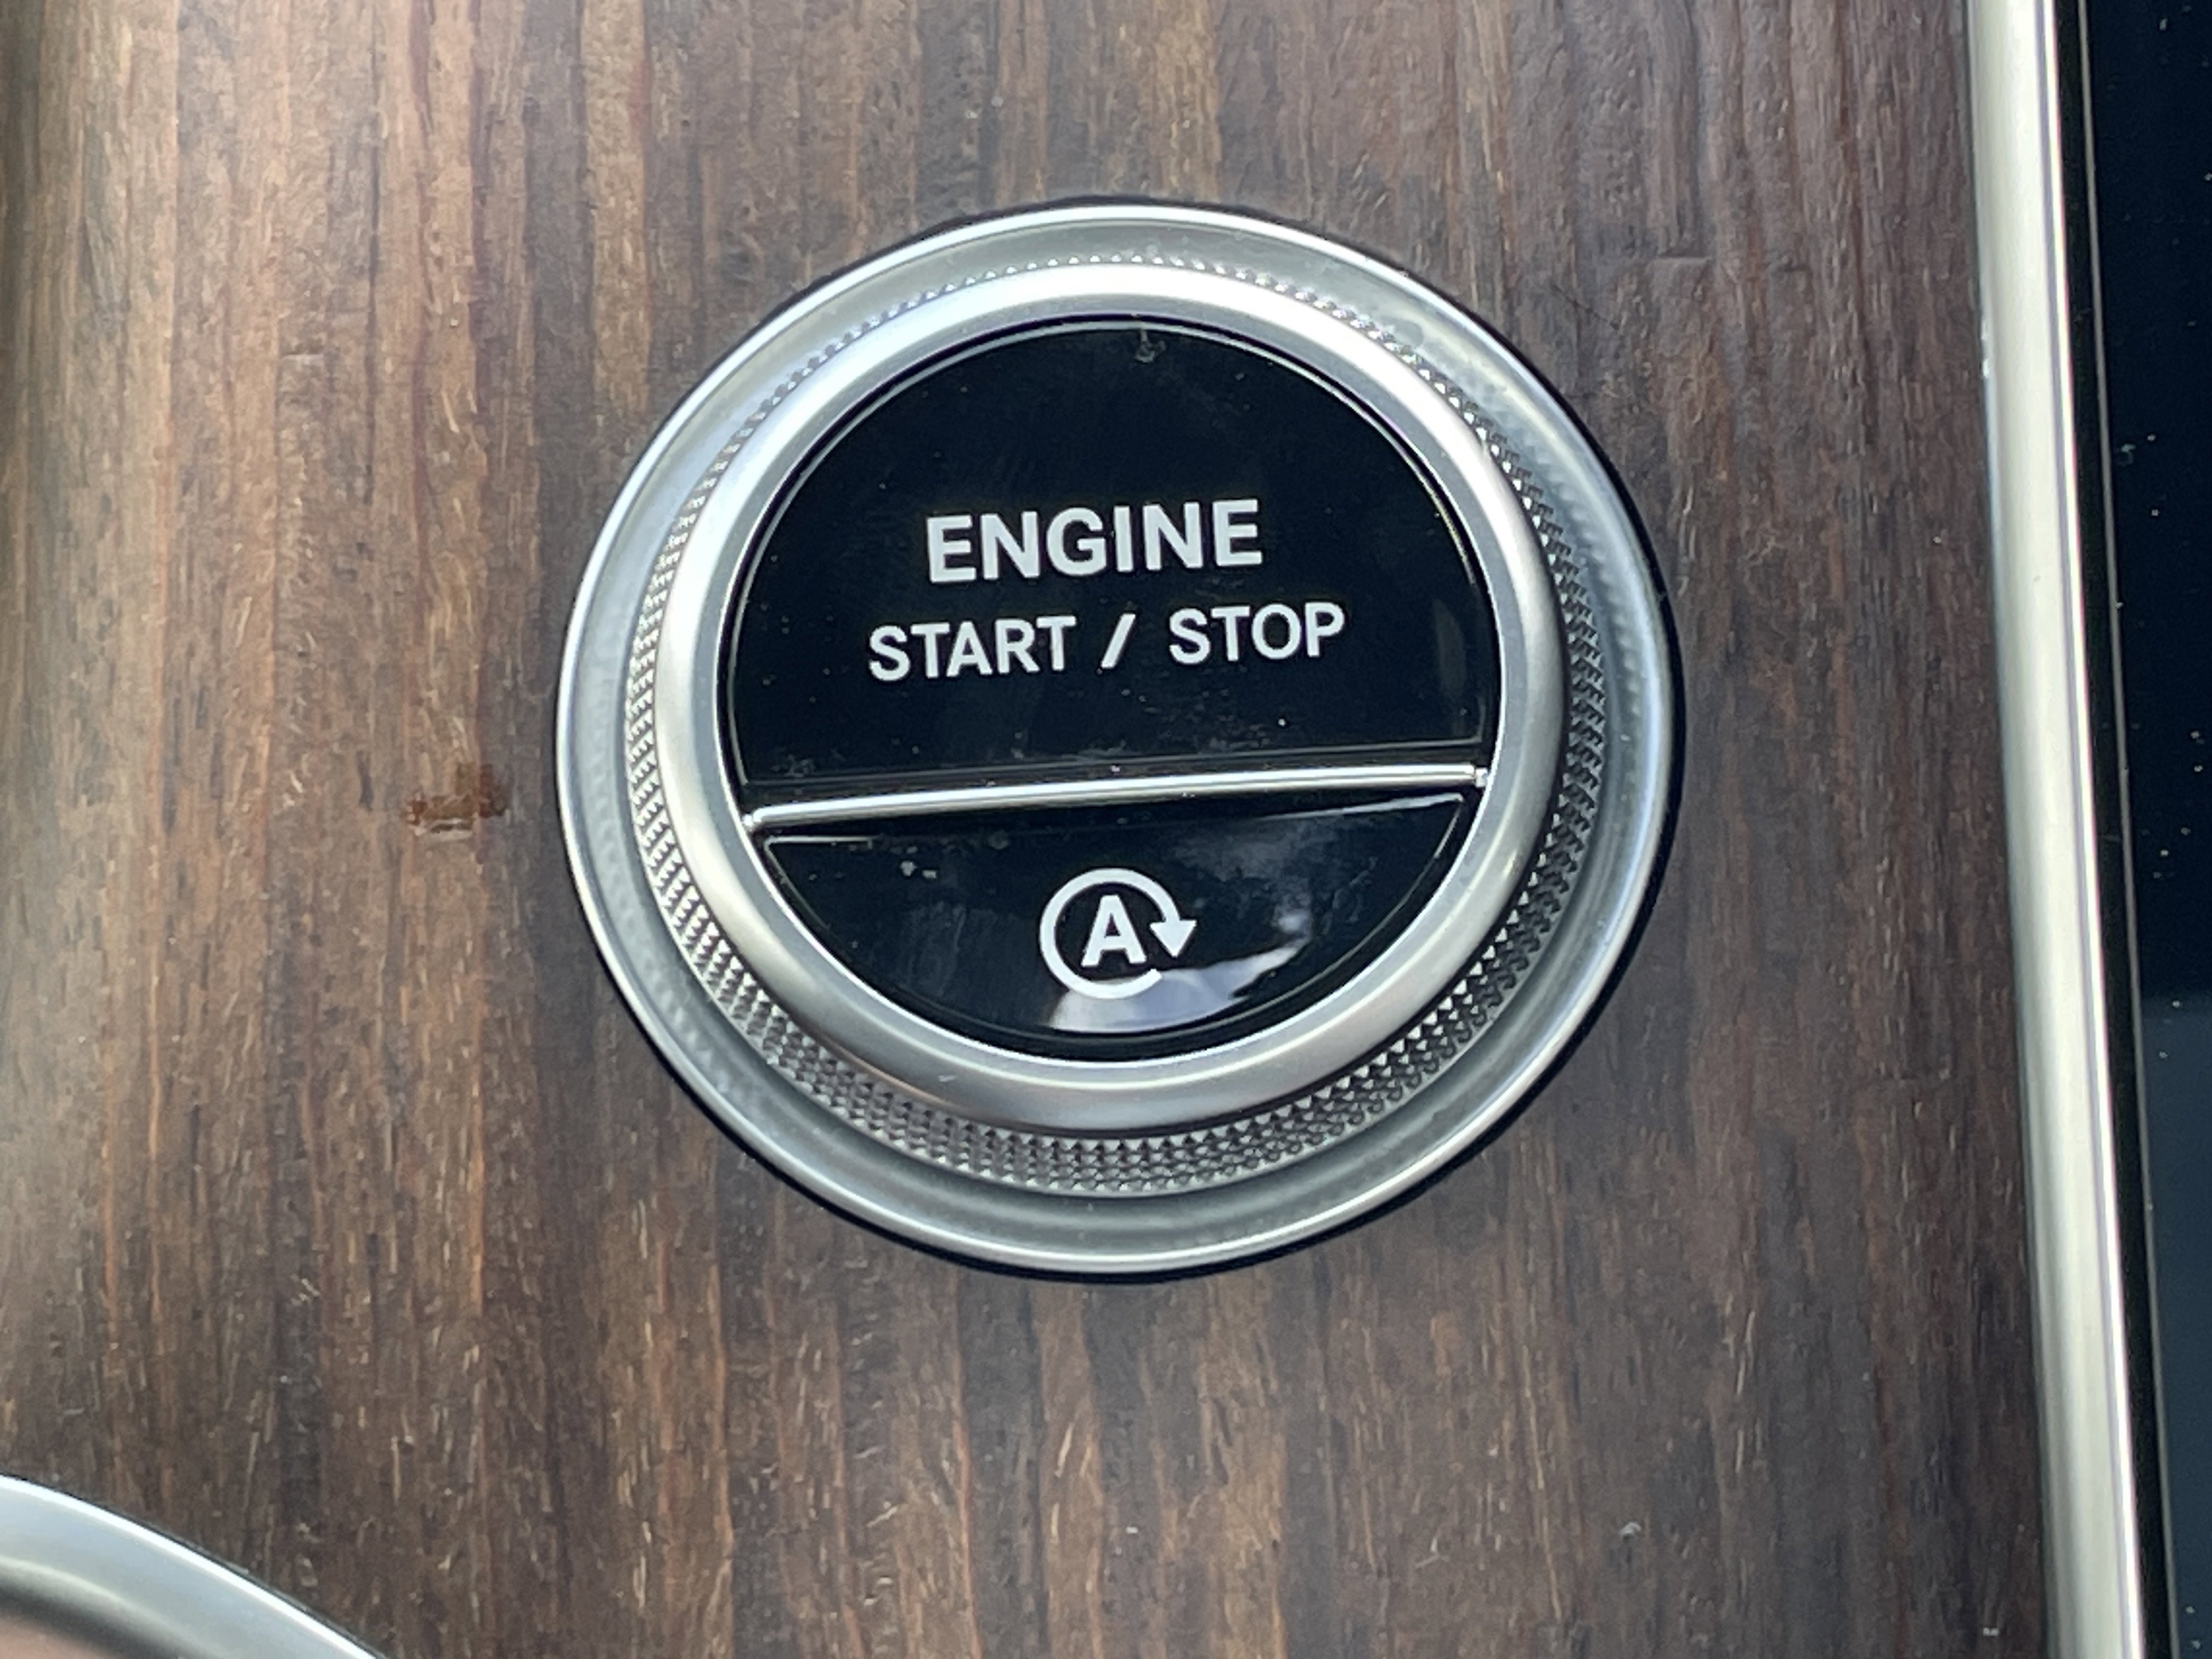 ENGINE
START / STOP
A